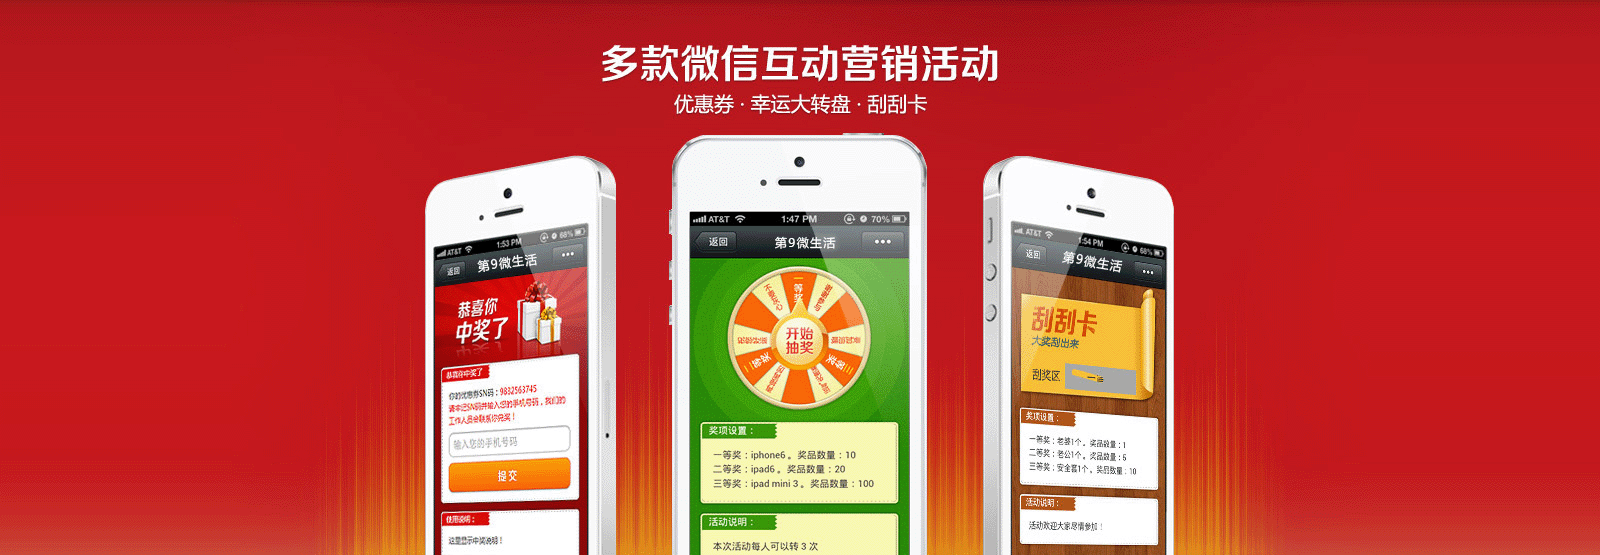 多款微信互动营销活动
优惠券·幸运大转盘·刮刮卡
AT&T 1:53 PM 68%
返回 第9微生活
恭喜你
中奖了
恭喜你中奖了
你的优惠券SN码：9832563745
请牢记SN码并输入您的手机号码，我们的
工作人员会联系你兑奖！
输入您的手机号码
提交
使用说明：
这里显示中奖说明！
AT&T 1:47 PM 70%
返回 第9微生活
一等奖
二等奖
三等奖
开始
抽奖
奖项设置：
一等奖：iphone6 。奖品数量：10
二等奖：ipad6 。奖品数量：20
三等奖：ipad mini 3 。奖品数量：100
活动说明：
本次活动每人可以转 3 次
AT&T 1:54 PM 68%
返回 第9微生活
刮刮卡
大奖刮出来
刮奖区
奖项设置：
一等奖：老婆1个 。奖品数量：1
二等奖：老公1个 。奖品数量：5
三等奖：安全套1个 。奖品数量：10
活动说明：
活动欢迎大家尽情参加！